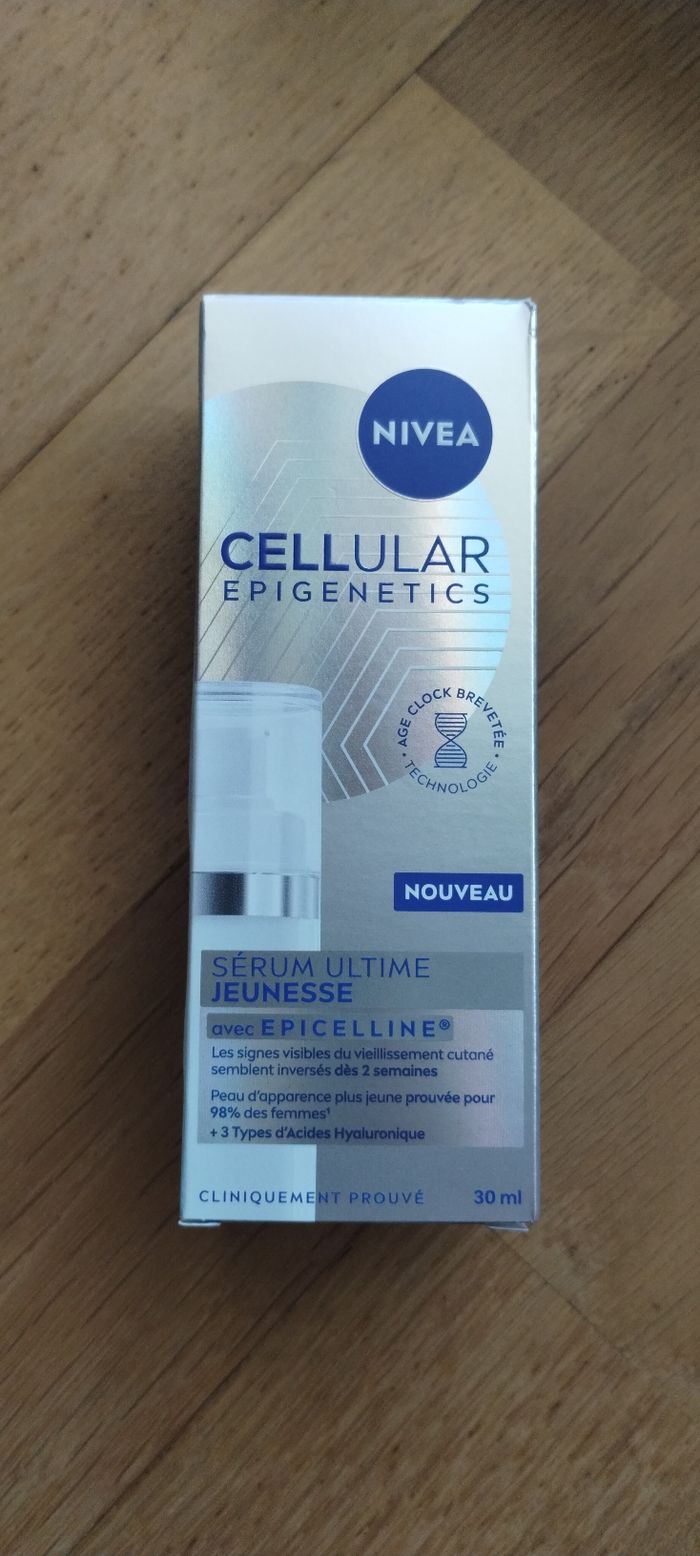 NIVEA
CELLULAR
EPIGENETICS
AGE CLOCK BREVETÉE
TECHNOLOGIE
NOUVEAU
SÉRUM ULTIME
JEUNESSE
avec EPICELLINE®
Les signes visibles du vieillissement cutané
semblent inversés dès 2 semaines
Peau d'apparence plus jeune prouvée pour
98% des femmes¹
+ 3 Types d'Acides Hyaluronique
CLINIQUEMENT PROUVÉ
30 ml